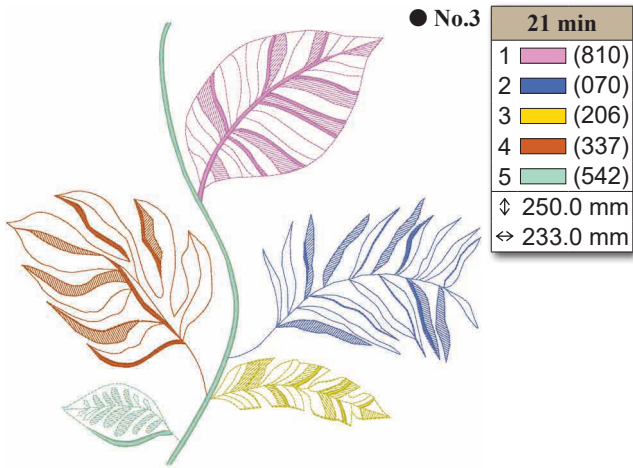 ● No.3
21 min
1 (810)
2 (070)
3 (206)
4 (337)
5 (542)
↕ 250.0 mm
↔ 233.0 mm